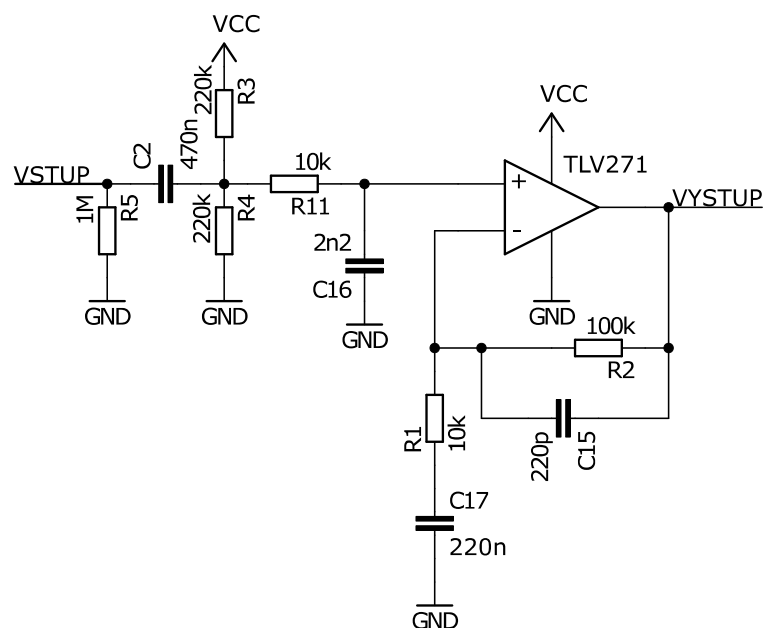 VCC
220k
R3
C2
470n
VSTUP
1M
R5
220k
R4
10k
R11
2n2
C16
GND
GND
GND
VCC
TLV271
+
-
VYSTUP
GND
100k
R2
220p
C15
R1
10k
C17
220n
GND